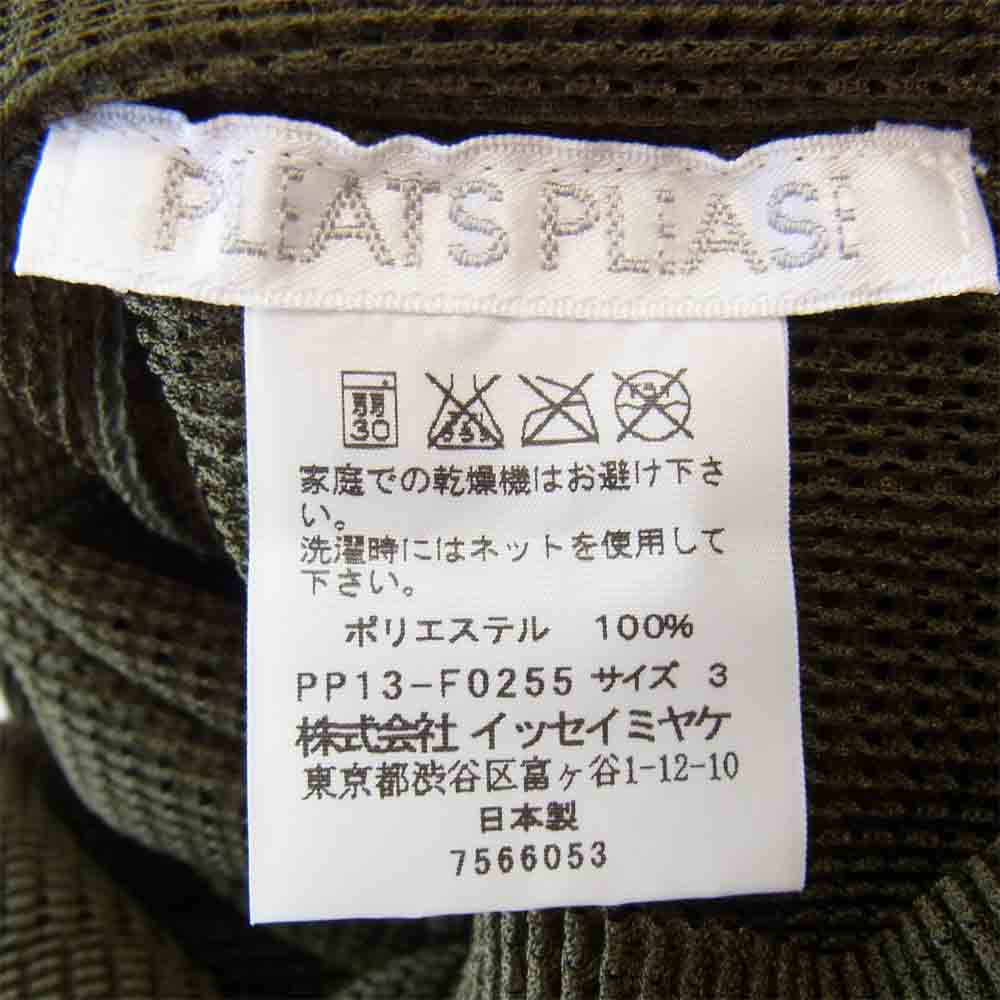 PLEATS PLEASE
弱
30
家庭での乾燥機はお避け下さ
い。
洗濯時にはネットを使用して
下さい。
ポリエステル 100%
PP13-F0255 サイズ 3
株式会社 イッセイミヤケ
東京都渋谷区富ヶ谷1-12-10
日本製
7566053